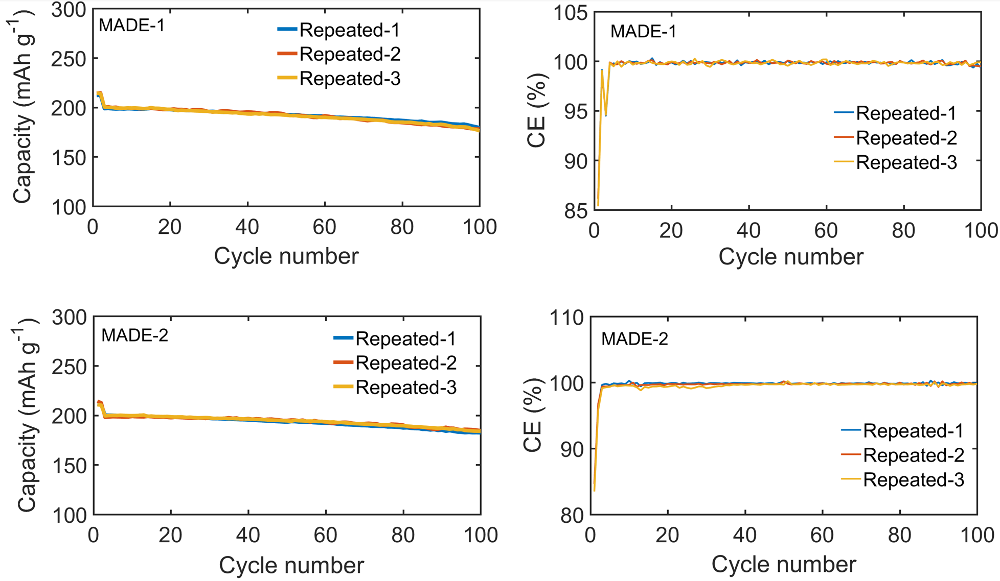 300
250
200
150
100
Capacity (mAh g-1)
MADE-1
Repeated-1
Repeated-2
Repeated-3
0 20 40 60 80 100
Cycle number
105
100
95
90
85
CE (%)
MADE-1
Repeated-1
Repeated-2
Repeated-3
0 20 40 60 80 100
Cycle number
300
250
200
150
100
Capacity (mAh g-1)
MADE-2
Repeated-1
Repeated-2
Repeated-3
0 20 40 60 80 100
Cycle number
110
100
90
80
CE (%)
MADE-2
Repeated-1
Repeated-2
Repeated-3
0 20 40 60 80 100
Cycle number